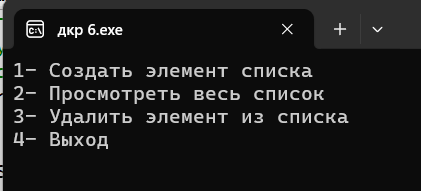 дкр 6.exe
1- Создать элемент списка
2- Просмотреть весь список
3- Удалить элемент из списка
4- Выход